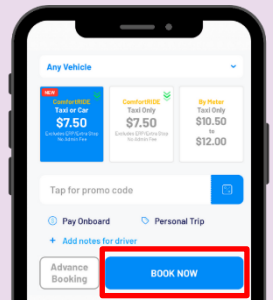 Any Vehicle
NEW
ComfortRIDE
Taxi or Car
$7.50
Excludes ERP/Extra Stop
No Admin Fee
ComfortRIDE
Taxi Only
$7.50
Excludes ERP/Extra Stop
No Admin Fee
By Meter
Taxi Only
$10.50
to
$12.00
Tap for promo code
Pay Onboard
Personal Trip
+ Add notes for driver
Advance
Booking
BOOK NOW